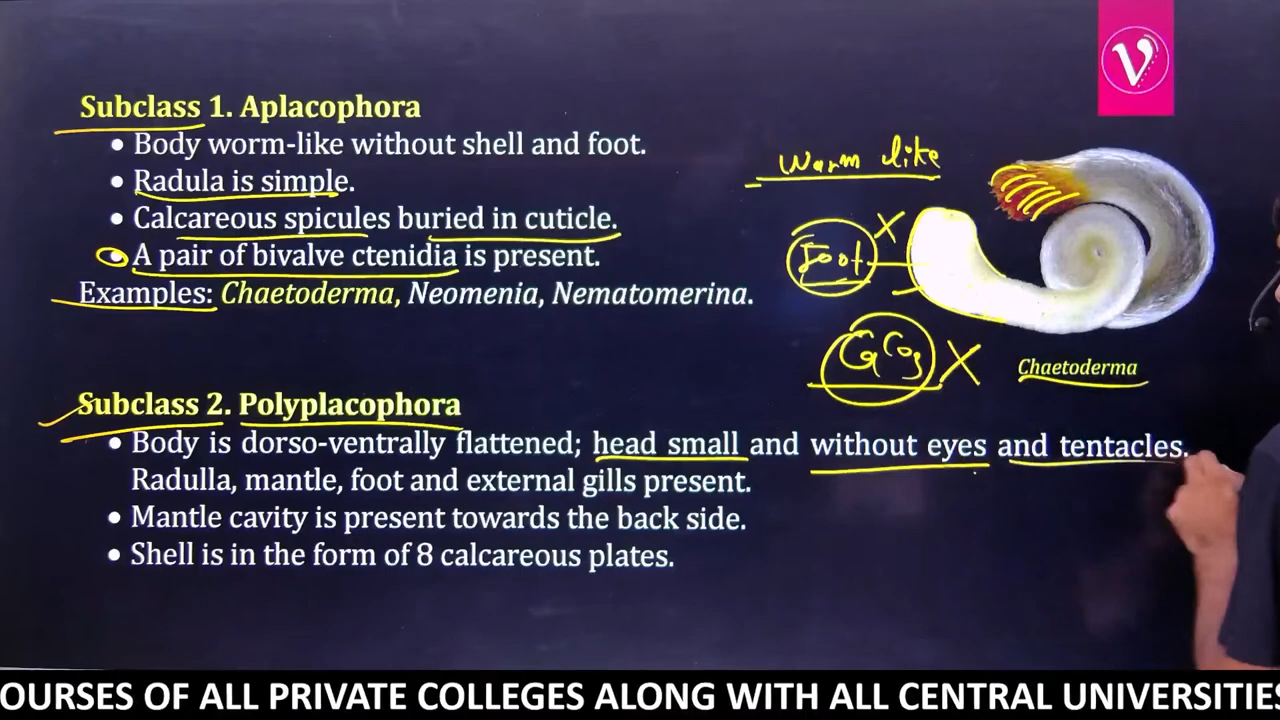 Subclass 1. Aplacophora
• Body worm-like without shell and foot.
• Radula is simple.
• Calcareous spicules buried in cuticle.
• A pair of bivalve ctenidia is present.
Examples: Chaetoderma, Neomenia, Nematomerina.
Warm like
Foot X
CaCO3 X
Chaetoderma
Subclass 2. Polyplacophora
• Body is dorso-ventrally flattened; head small and without eyes and tentacles.
Radulla, mantle, foot and external gills present.
• Mantle cavity is present towards the back side.
• Shell is in the form of 8 calcareous plates.
V
OURSES OF ALL PRIVATE COLLEGES ALONG WITH ALL CENTRAL UNIVERSITIES